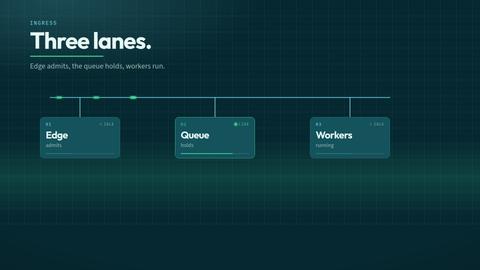 INGRESS
Three lanes.
Edge admits, the queue holds, workers run.
01
Edge
admits
02
LIVE
Queue
holds
03
Workers
running